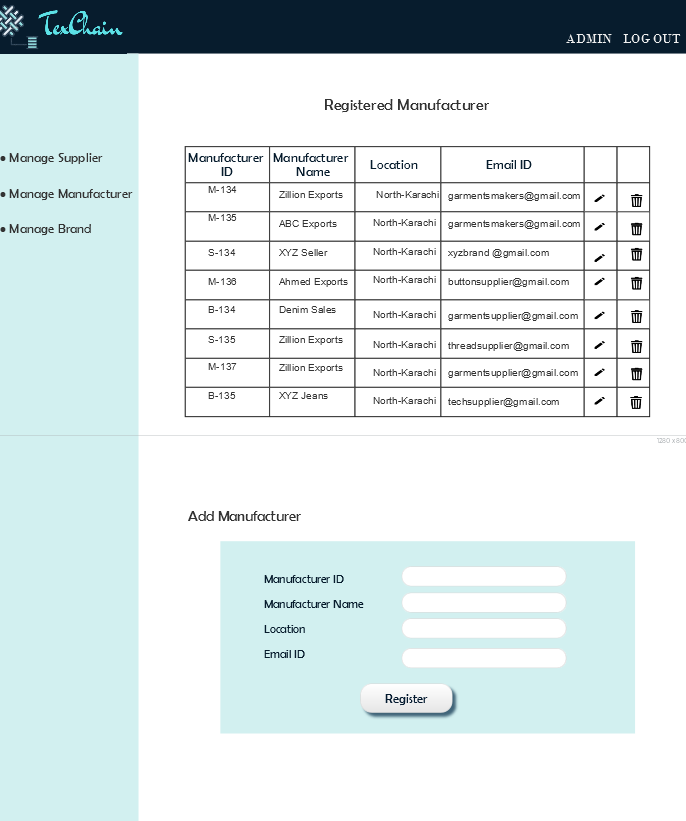 TexChain
ADMIN LOG OUT
Registered Manufacturer
• Manage Supplier
• Manage Manufacturer
• Manage Brand
Manufacturer ID Manufacturer Name Location Email ID
M-134 Zillion Exports North-Karachi garmentsmakers@gmail.com
M-135 ABC Exports North-Karachi garmentsmakers@gmail.com
S-134 XYZ Seller North-Karachi xyzbrand @gmail.com
M-136 Ahmed Exports North-Karachi buttonsupplier@gmail.com
B-134 Denim Sales North-Karachi garmentsupplier@gmail.com
S-135 Zillion Exports North-Karachi threadsupplier@gmail.com
M-137 Zillion Exports North-Karachi garmentsupplier@gmail.com
B-135 XYZ Jeans North-Karachi techsupplier@gmail.com
1280 x 800
Add Manufacturer
Manufacturer ID
Manufacturer Name
Location
Email ID
Register